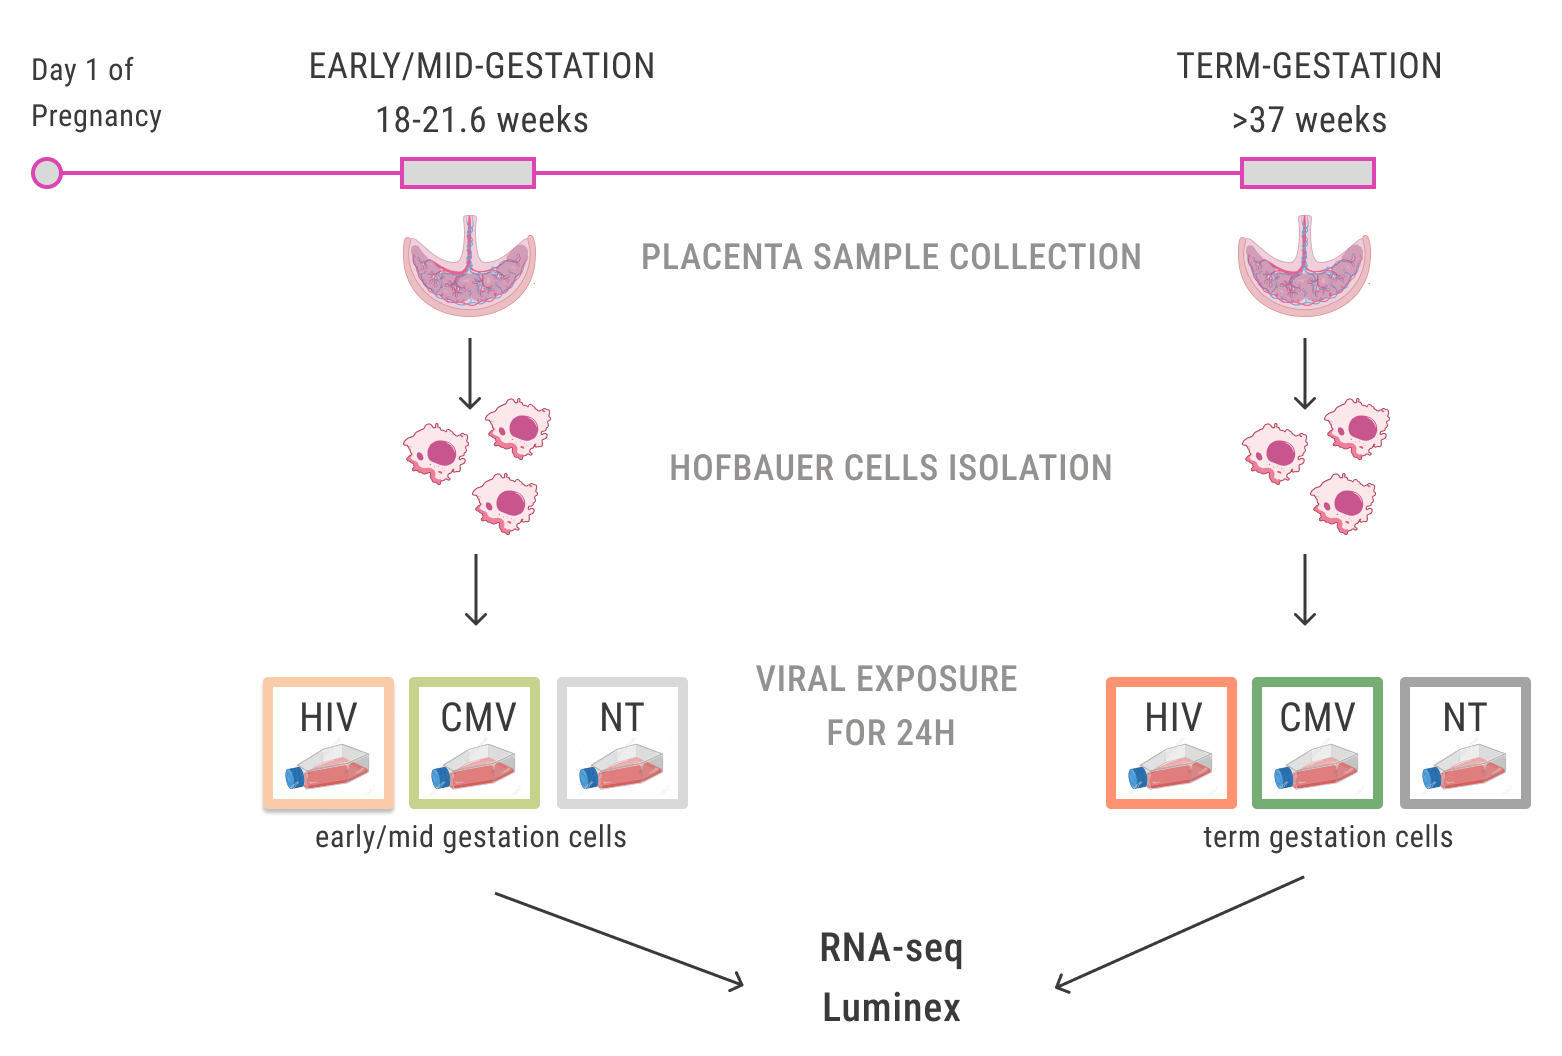 Day 1 of
Pregnancy
EARLY/MID-GESTATION
18-21.6 weeks
TERM-GESTATION
>37 weeks
PLACENTA SAMPLE COLLECTION
HOFBAUER CELLS ISOLATION
VIRAL EXPOSURE
FOR 24H
HIV
CMV
NT
early/mid gestation cells
HIV
CMV
NT
term gestation cells
RNA-seq
Luminex